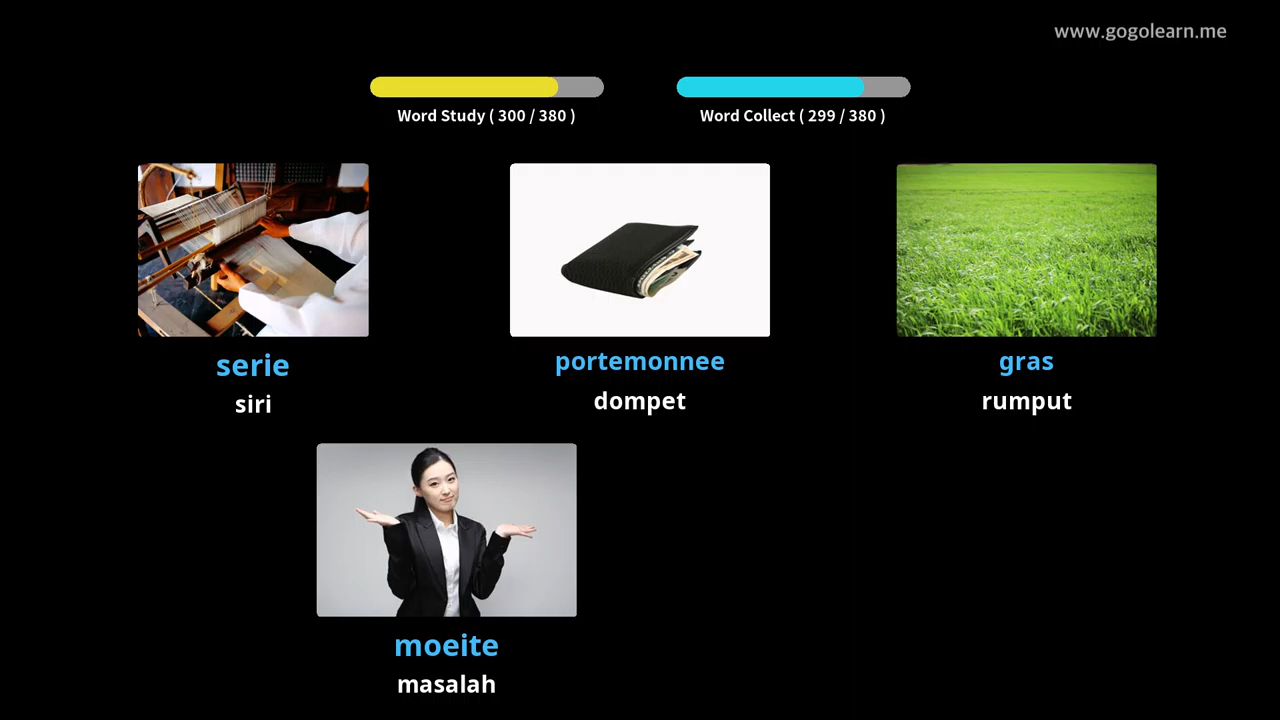 www.gogolearn.me
Word Study ( 300 / 380 )
Word Collect ( 299 / 380 )
serie
siri
portemonnee
dompet
gras
rumput
moeite
masalah